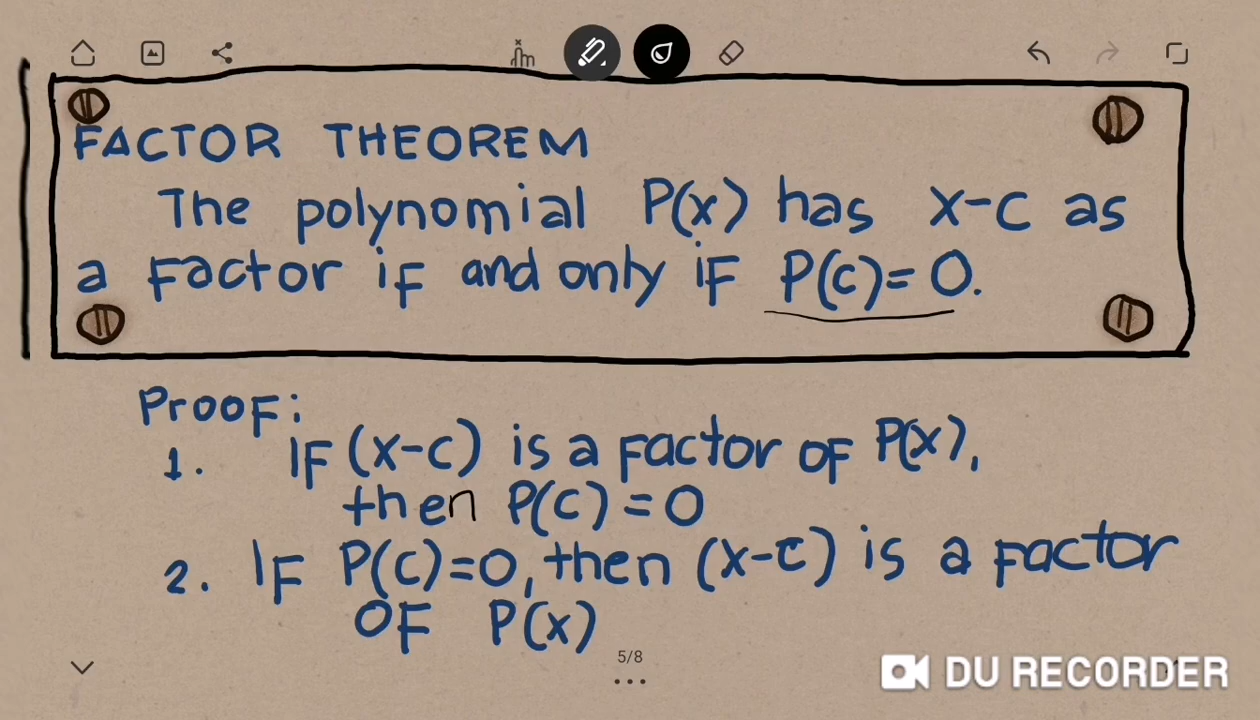 FACTOR THEOREM
The polynomial P(x) has x-c as
a factor if and only if P(c)=0.
Proof:
1. If (x-c) is a factor of P(x),
then P(c)=0
2. If P(c)=0, then (x-c) is a factor
of P(x)
5/8
DU RECORDER